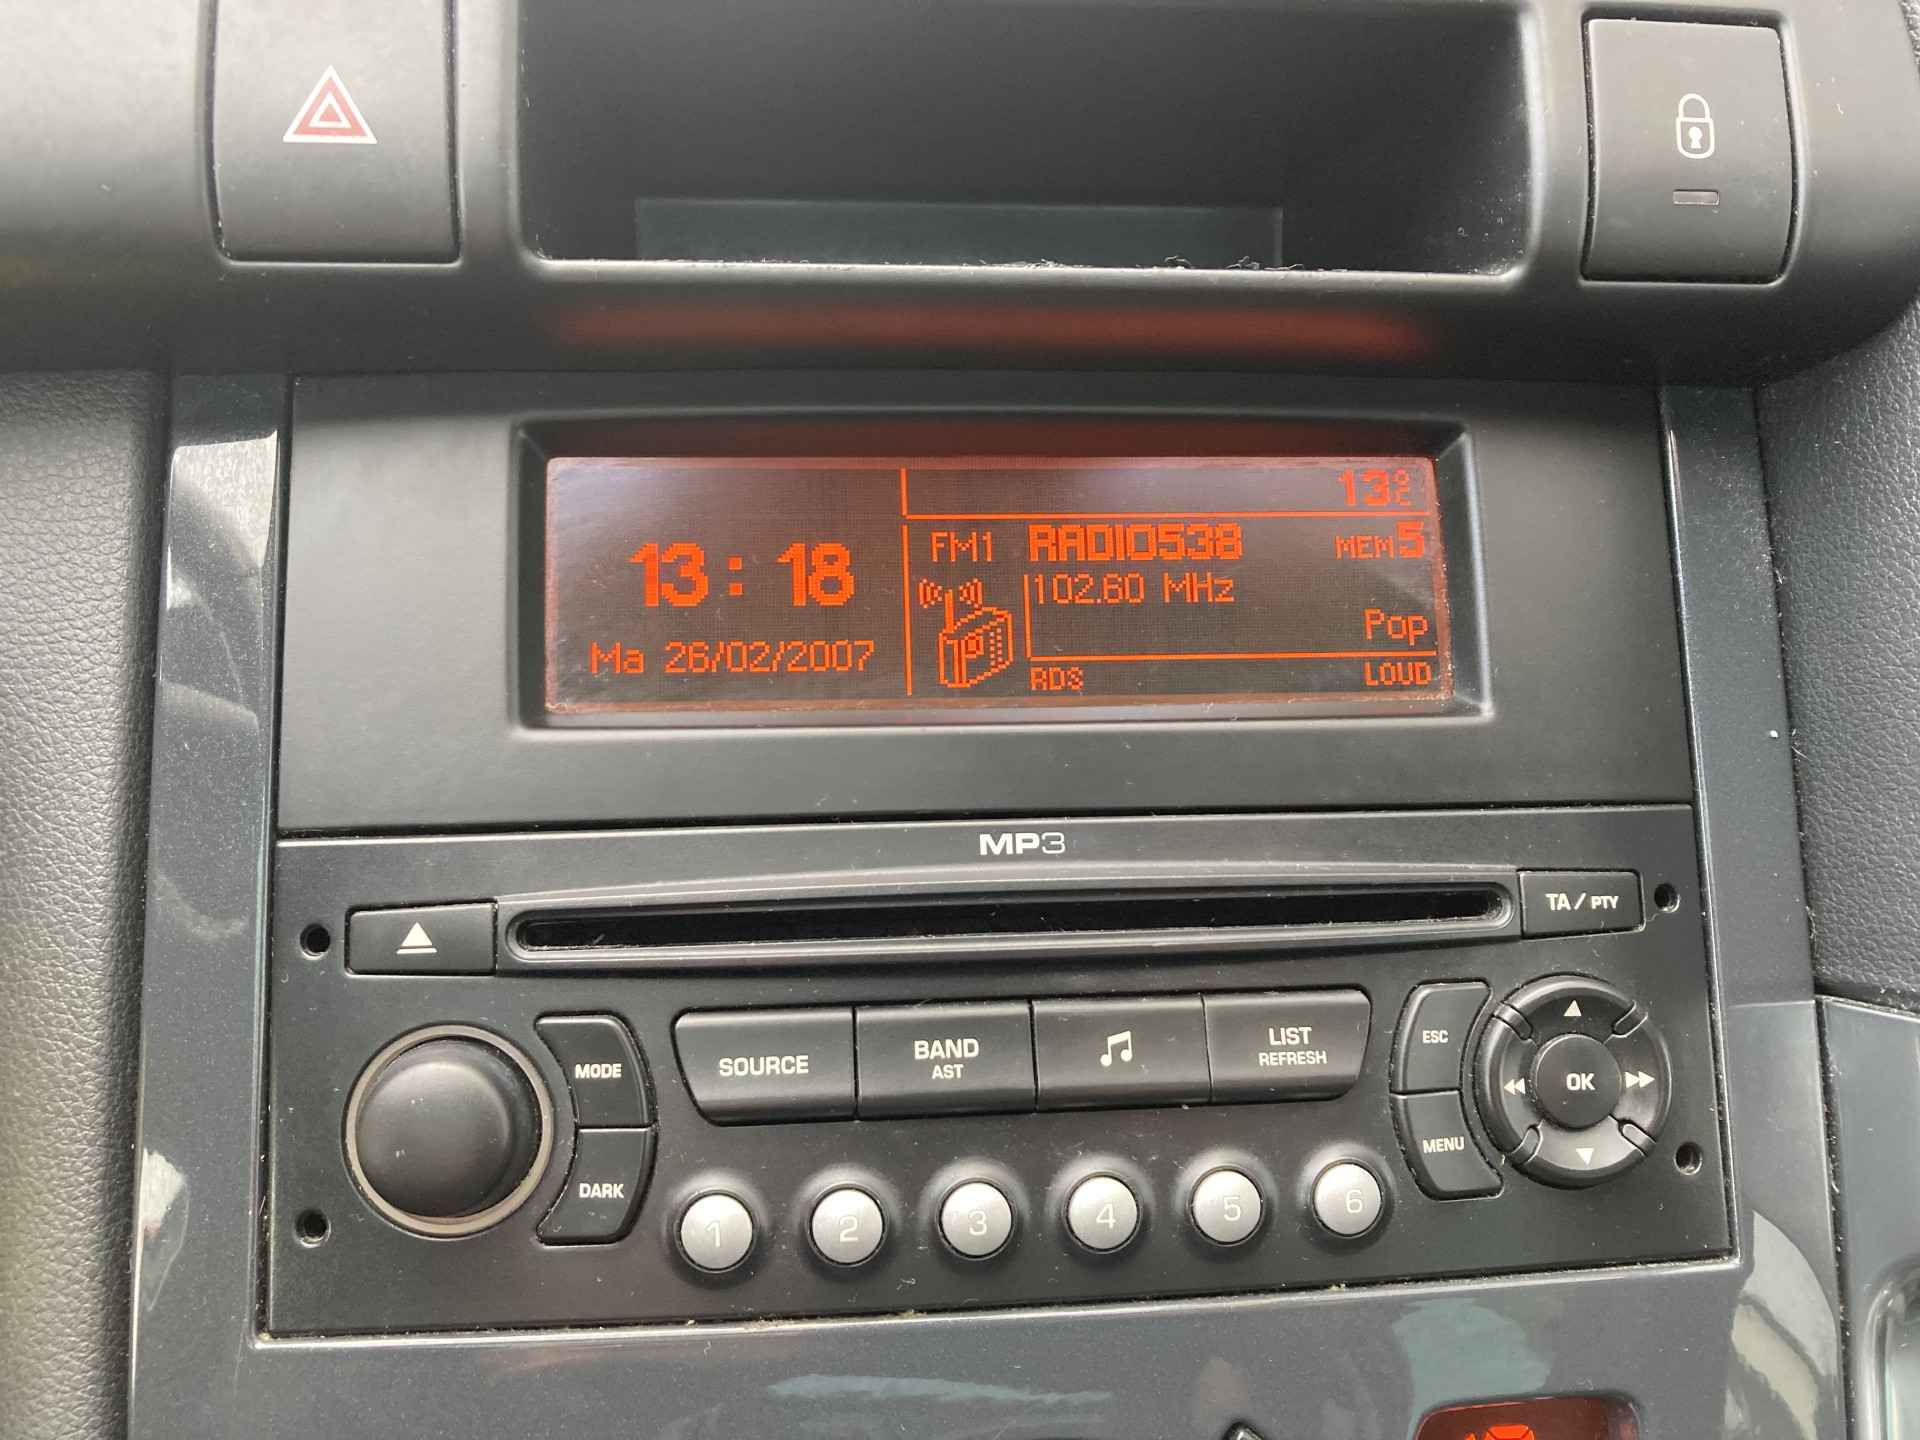 13°C
FM1 RADIO538 MEM5
13:18
102.60 MHz
Pop
Ma 26/02/2007
RDS LOUD
MP3
TA/PTY
MODE
SOURCE
BAND
AST
LIST
REFRESH
ESC
OK
MENU
DARK
1 2 3 4 5 6